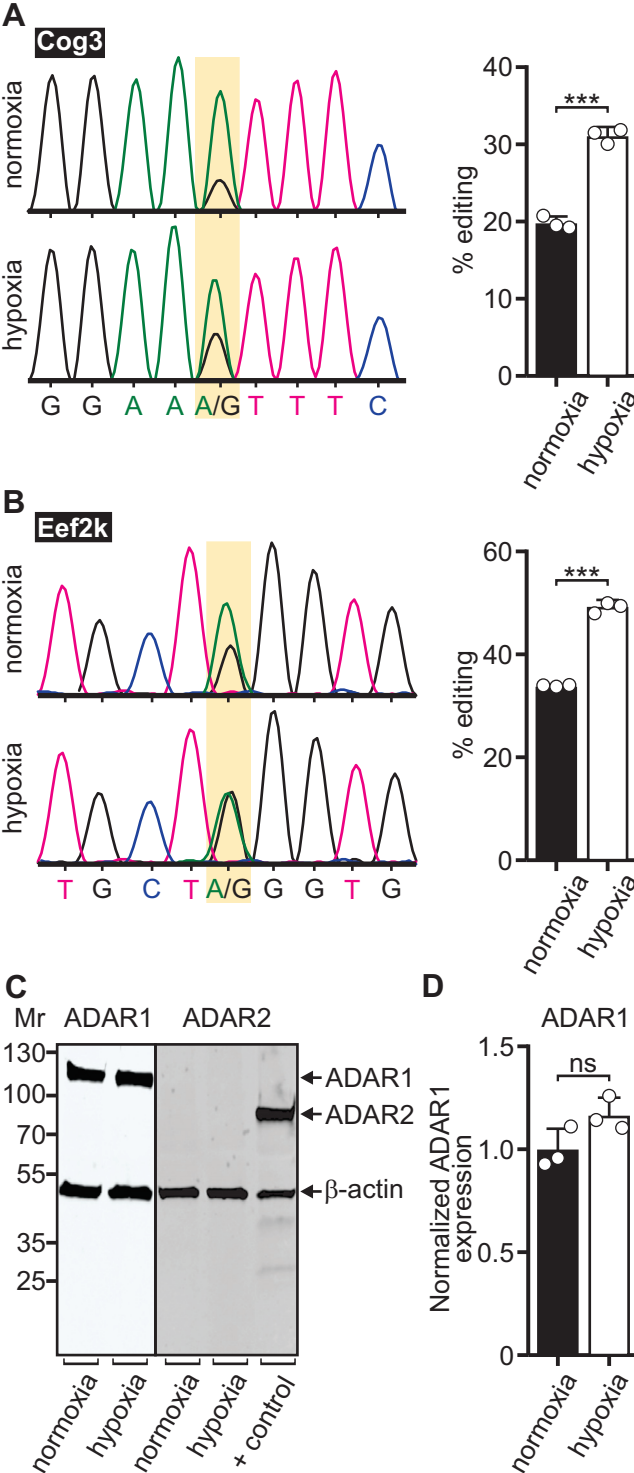 A
Cog3
normoxia
hypoxia
G G A A A/G T T T C
40
30
20
10
0
% editing
***
normoxia
hypoxia
B
Eef2k
normoxia
hypoxia
T G C T A/G G G T G
60
40
20
0
% editing
***
normoxia
hypoxia
C
Mr ADAR1 ADAR2
130
100
70
55
35
25
ADAR1
ADAR2
β-actin
normoxia
hypoxia
normoxia
hypoxia
+ control
D
ADAR1
1.5
1.0
0.5
0
Normalized ADAR1
expression
ns
normoxia
hypoxia